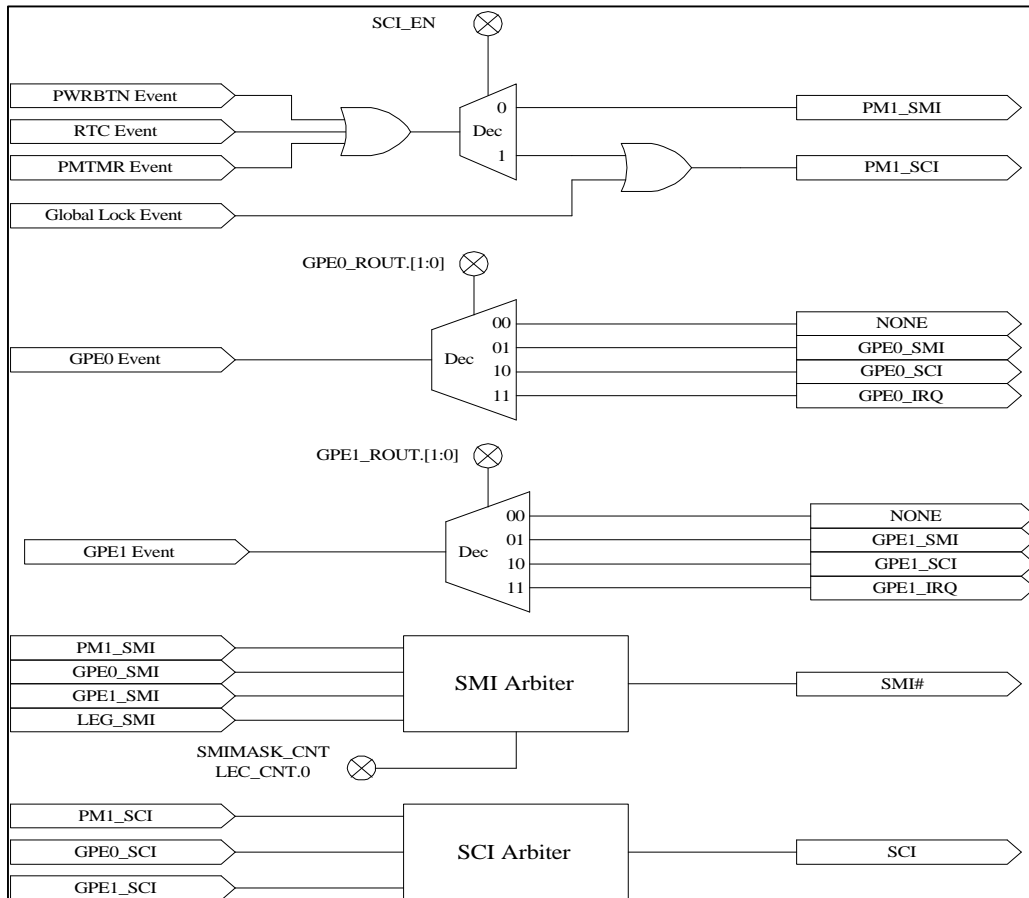 SCI_EN
PWRBTN Event
0
PM1_SMI
RTC Event
Dec
PMTMR Event
1
PM1_SCI
Global Lock Event
GPE0_ROUT.[1:0]
00
NONE
01
GPE0_SMI
GPE0 Event
Dec
10
GPE0_SCI
11
GPE0_IRQ
GPE1_ROUT.[1:0]
00
NONE
01
GPE1_SMI
GPE1 Event
Dec
10
GPE1_SCI
11
GPE1_IRQ
PM1_SMI
GPE0_SMI
GPE1_SMI
LEG_SMI
SMI Arbiter
SMI#
SMIMASK_CNT
LEC_CNT.0
PM1_SCI
GPE0_SCI
GPE1_SCI
SCI Arbiter
SCI